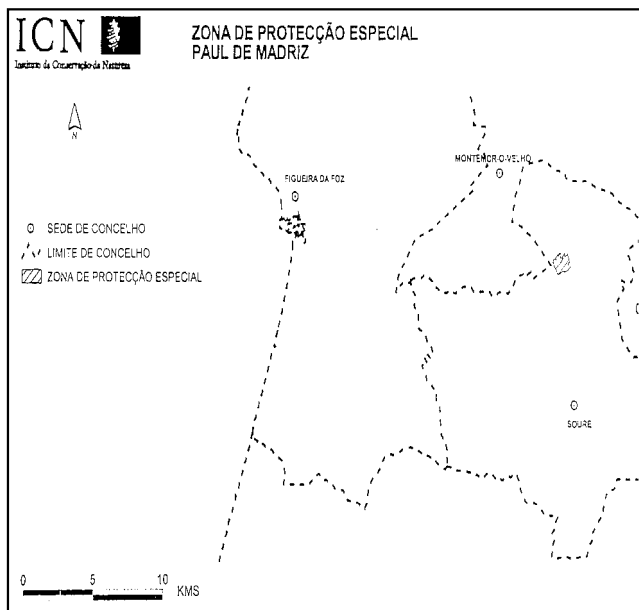 ICN
Instituto da Conservação da Natureza
ZONA DE PROTECÇÃO ESPECIAL
PAUL DE MADRIZ
N
MONTEMOR-O-VELHO
FIGUEIRA DA FOZ
SEDE DE CONCELHO
LIMITE DE CONCELHO
ZONA DE PROTECÇÃO ESPECIAL
SOURE
0 5 10 KMS